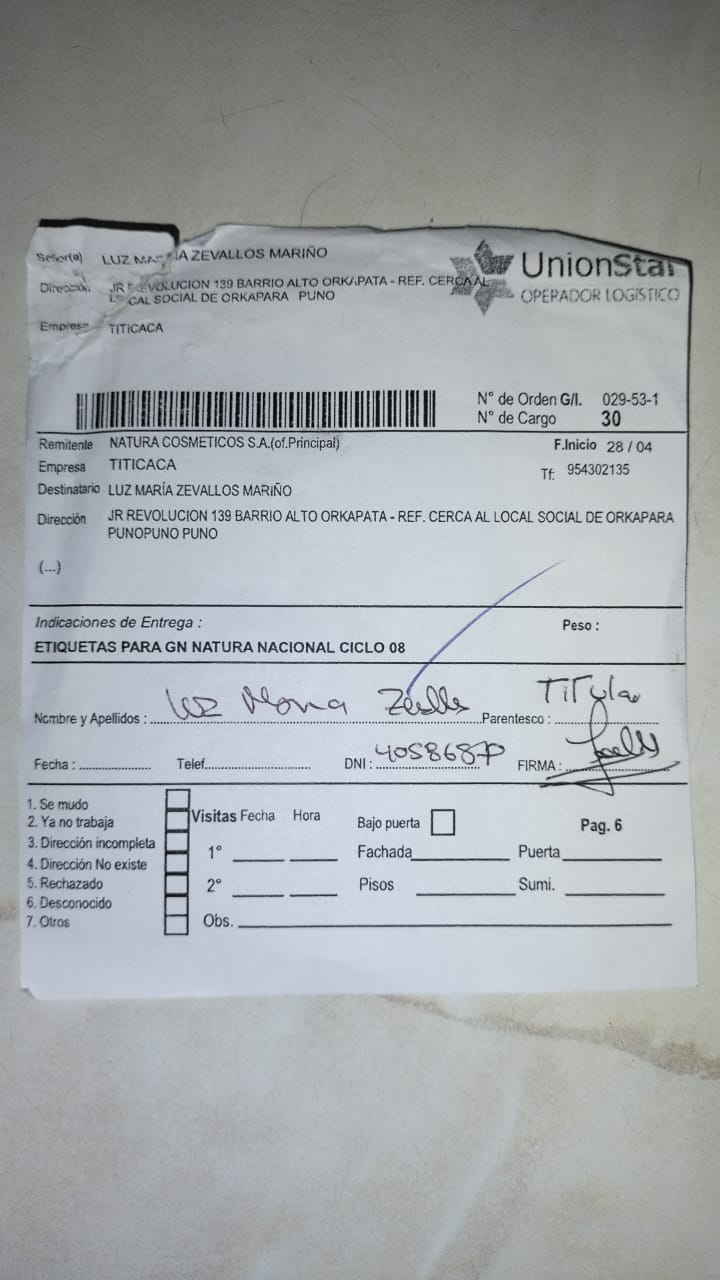 Señor(a) LUZ MARÍA ZEVALLOS MARIÑO
UnionStar
Dirección JR REVOLUCION 139 BARRIO ALTO ORKAPATA - REF. CERCA AL
LOCAL SOCIAL DE ORKAPARA PUNO
OPERADOR LOGÍSTICO
Empresa TITICACA
N° de Orden G/I. 029-53-1
N° de Cargo 30
Remitente NATURA COSMETICOS S.A.(of.Principal)
F.Inicio 28 / 04
Empresa TITICACA
Tf: 954302135
Destinatario LUZ MARÍA ZEVALLOS MARIÑO
Dirección JR REVOLUCION 139 BARRIO ALTO ORKAPATA - REF. CERCA AL LOCAL SOCIAL DE ORKAPARA
PUNOPUNO PUNO
(...)
Indicaciones de Entrega :
Peso :
ETIQUETAS PARA GN NATURA NACIONAL CICLO 08
Nombre y Apellidos : Luz Maria Parentesco : Titular
Fecha : Telef. DNI : FIRMA :
1. Se mudo
2. Ya no trabaja
3. Dirección incompleta
4. Dirección No existe
5. Rechazado
6. Desconocido
7. Otros
Visitas Fecha Hora
1°
2°
Obs.
Bajo puerta
Pag. 6
Fachada Puerta
Pisos Sumi.